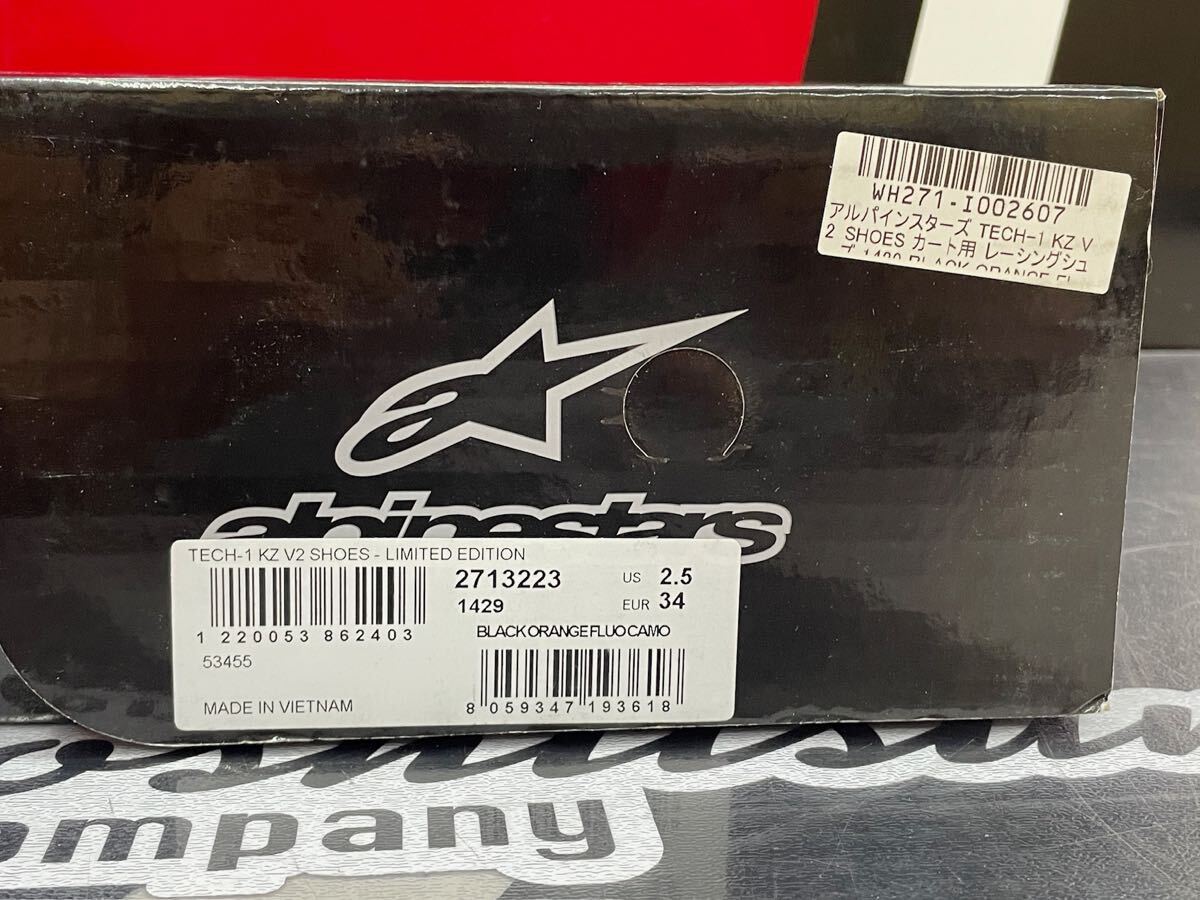 WH271-I002607
アルパインスターズ TECH-1 KZ V
2 SHOES カート用 レーシングシュ
alpinestars
TECH-1 KZ V2 SHOES - LIMITED EDITION
2713223 US 2.5
1429 EUR 34
BLACK ORANGE FLUO CAMO
1 220053 862403
53455
MADE IN VIETNAM
8 059347 193618
ompany